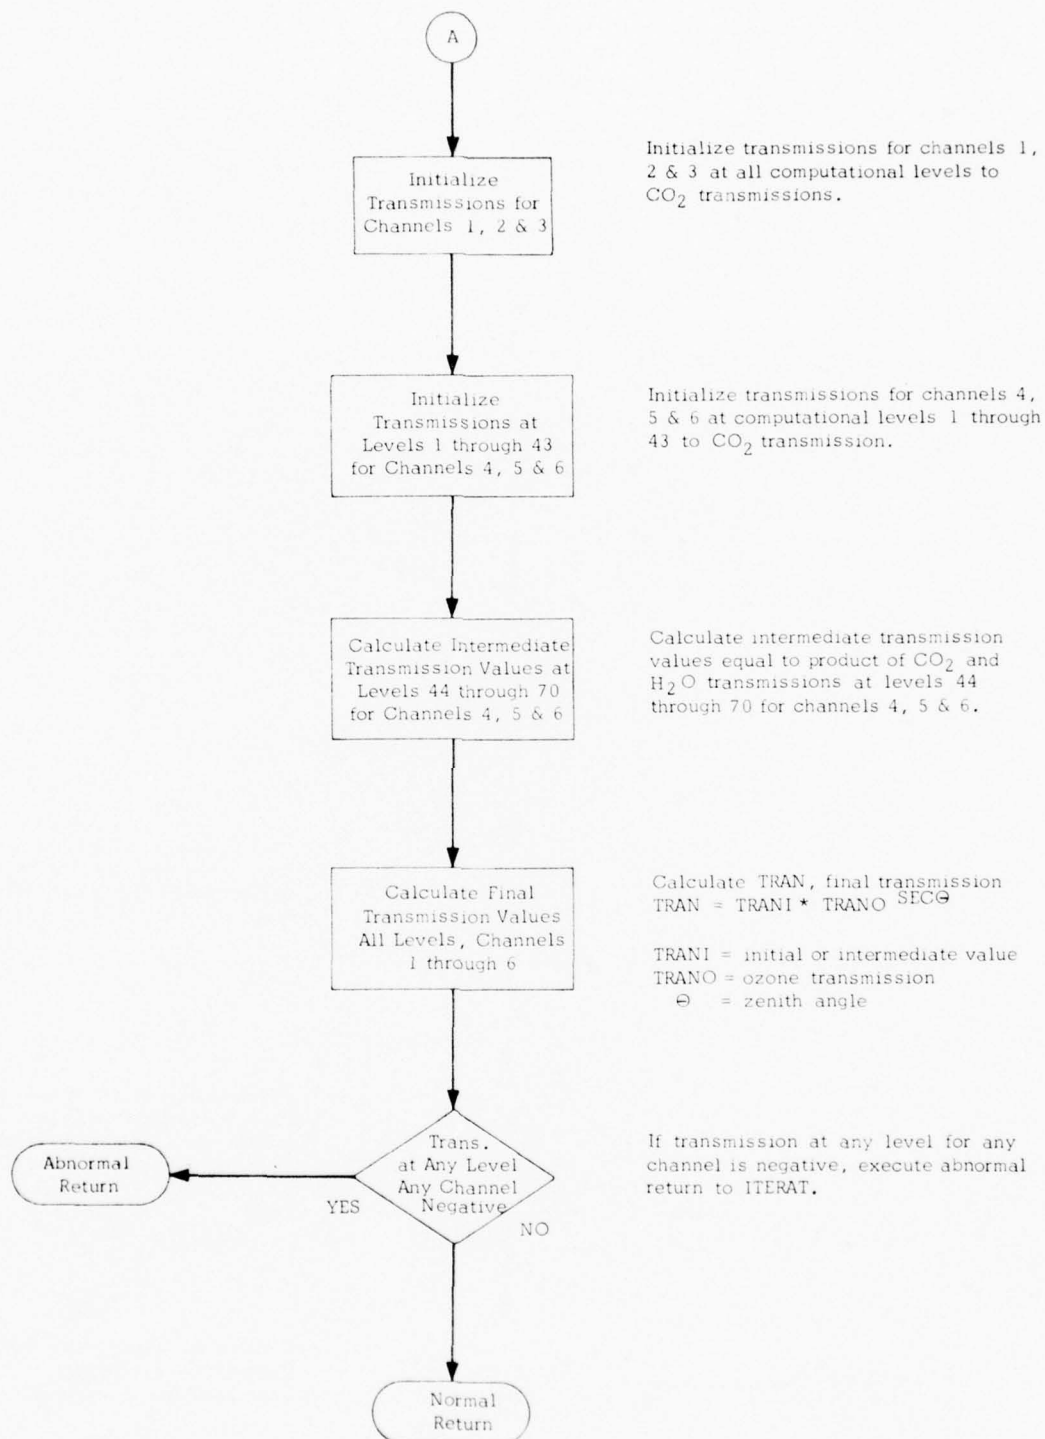 A
Initialize
Transmissions for
Channels 1, 2 & 3
Initialize transmissions for channels 1,
2 & 3 at all computational levels to
CO2 transmissions.
Initialize
Transmissions at
Levels 1 through 43
for Channels 4, 5 & 6
Initialize transmissions for channels 4,
5 & 6 at computational levels 1 through
43 to CO2 transmission.
Calculate Intermediate
Transmission Values at
Levels 44 through 70
for Channels 4, 5 & 6
Calculate intermediate transmission
values equal to product of CO2 and
H2O transmissions at levels 44
through 70 for channels 4, 5 & 6.
Calculate Final
Transmission Values
All Levels, Channels
1 through 6
Calculate TRAN, final transmission
TRAN = TRANI * TRANO SECΘ
TRANI = initial or intermediate value
TRANO = ozone transmission
Θ = zenith angle
Trans.
at Any Level
Any Channel
Negative
If transmission at any level for any
channel is negative, execute abnormal
return to ITERAT.
Abnormal
Return
YES
NO
Normal
Return